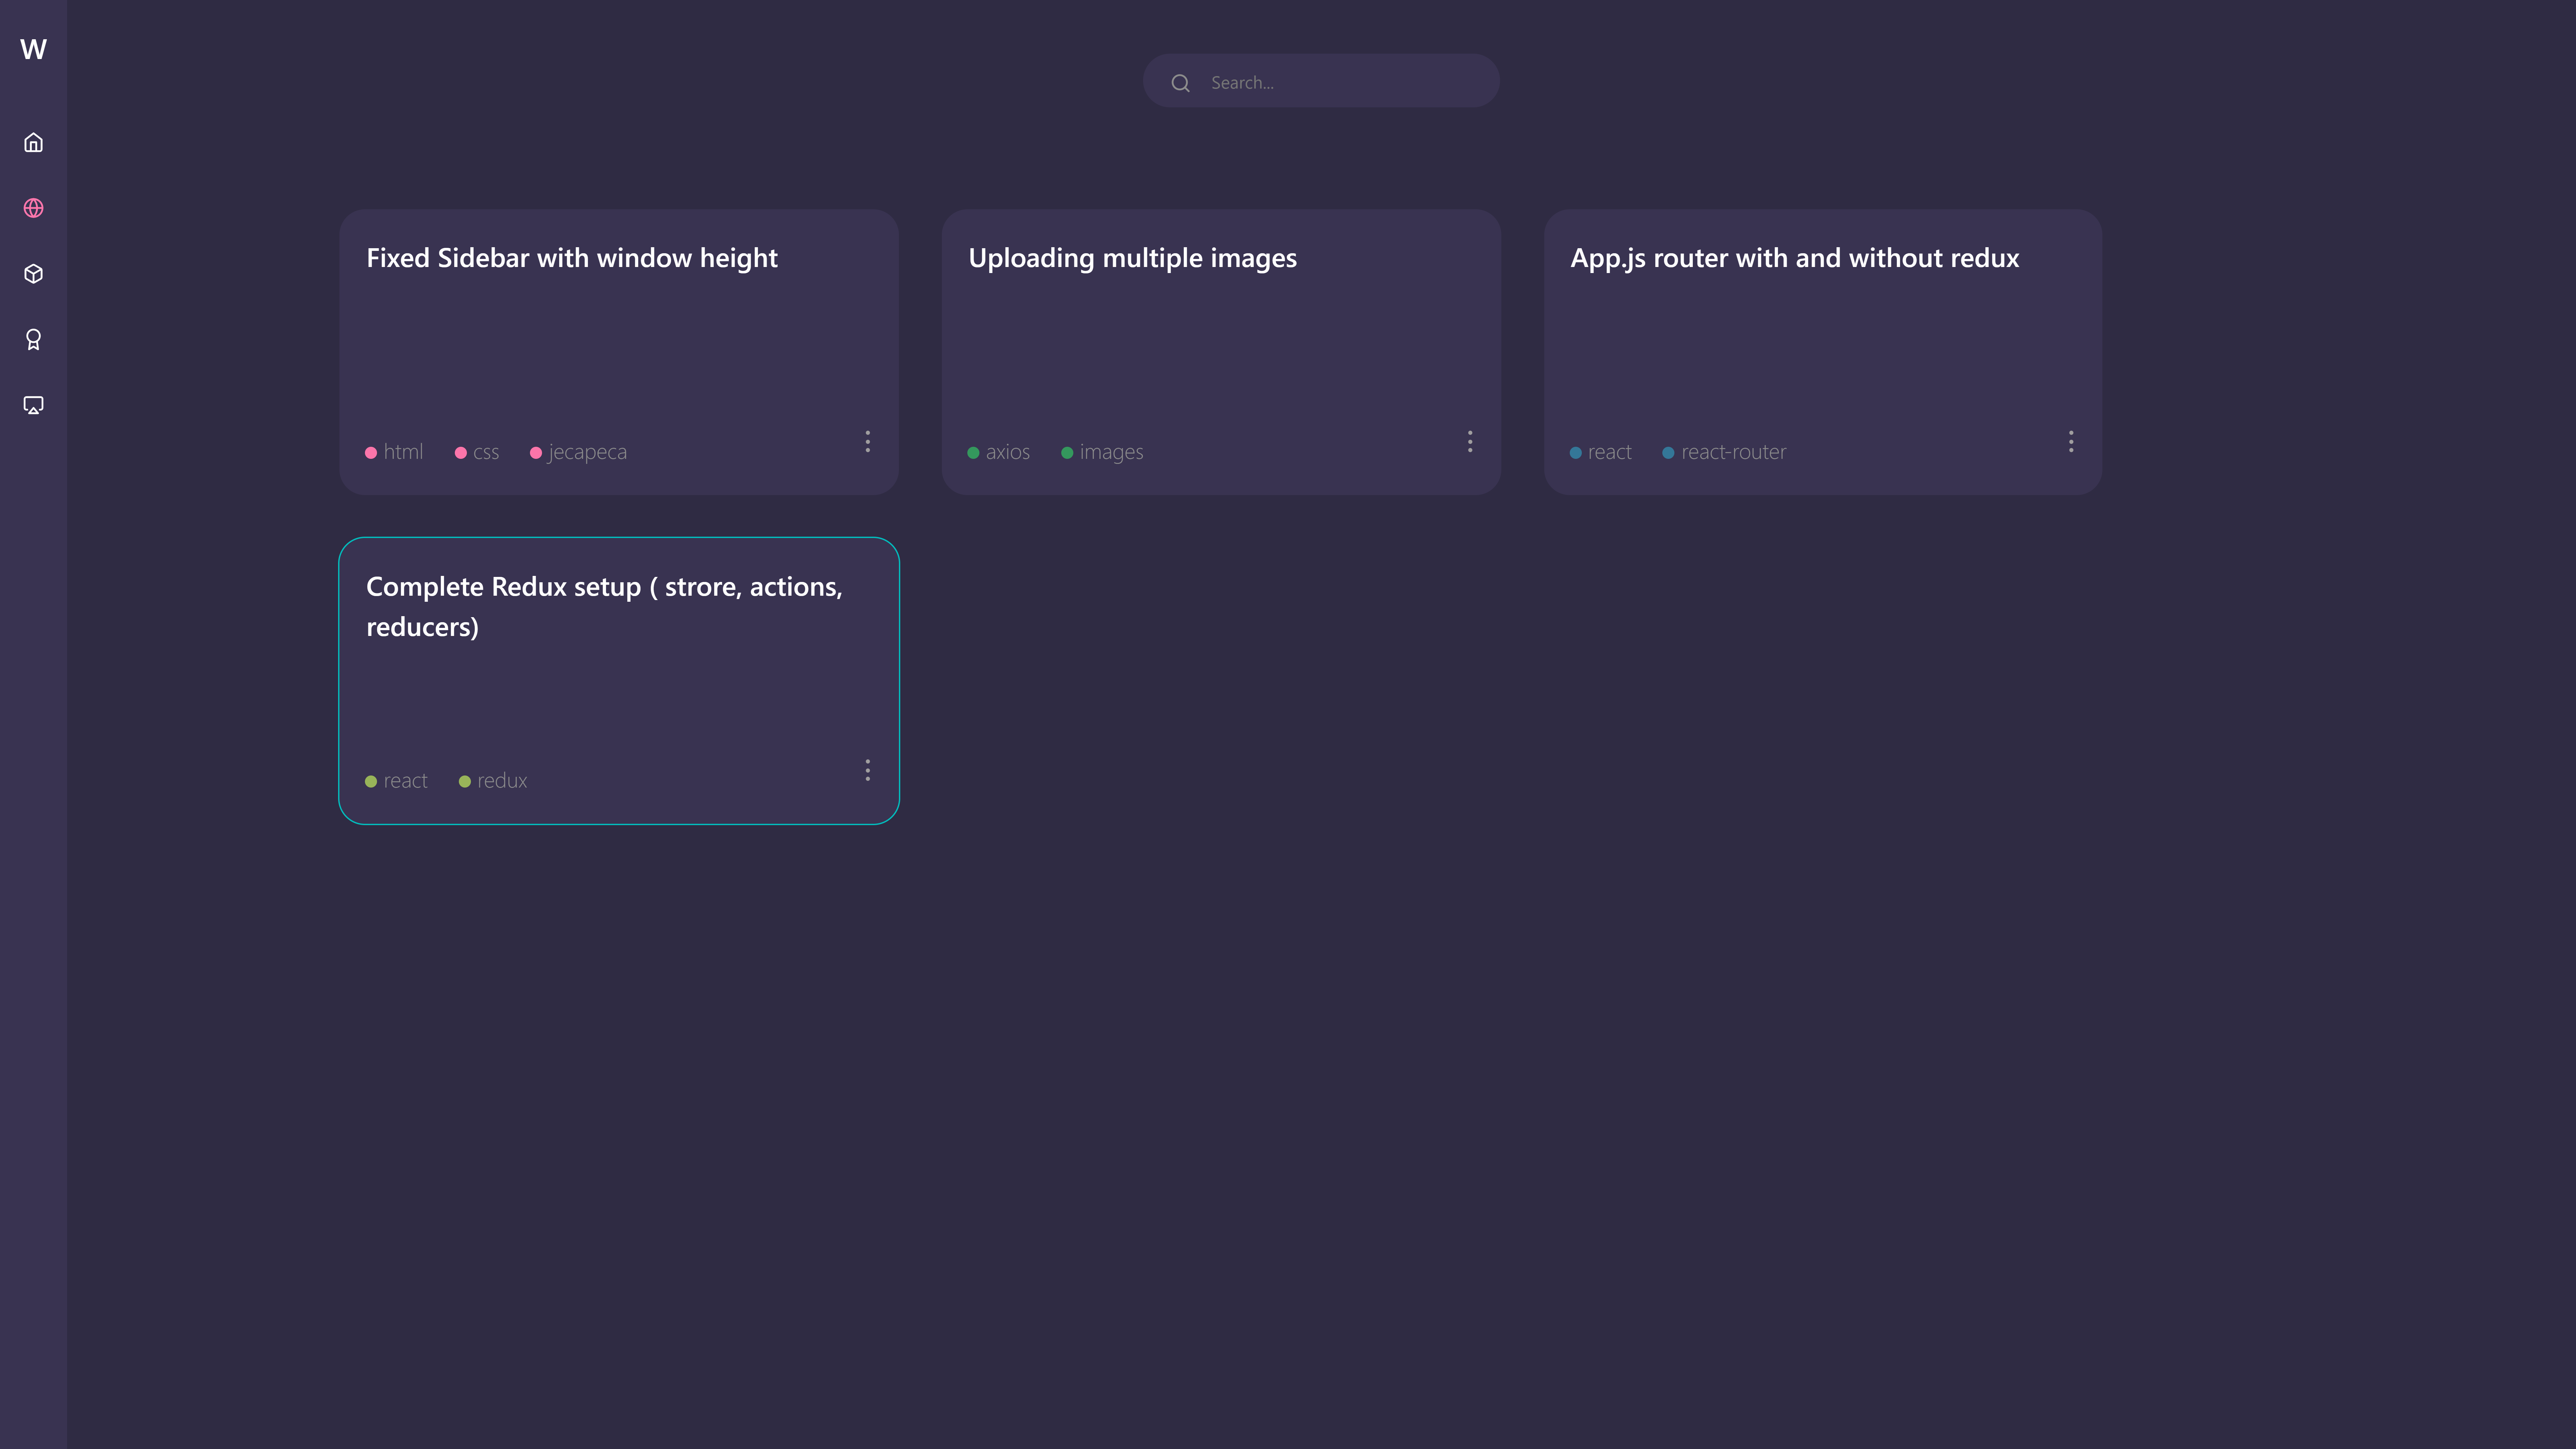 W
Search...
Fixed Sidebar with window height
html css jecapeca
Uploading multiple images
axios images
App.js router with and without redux
react react-router
Complete Redux setup ( strore, actions,
reducers)
react redux